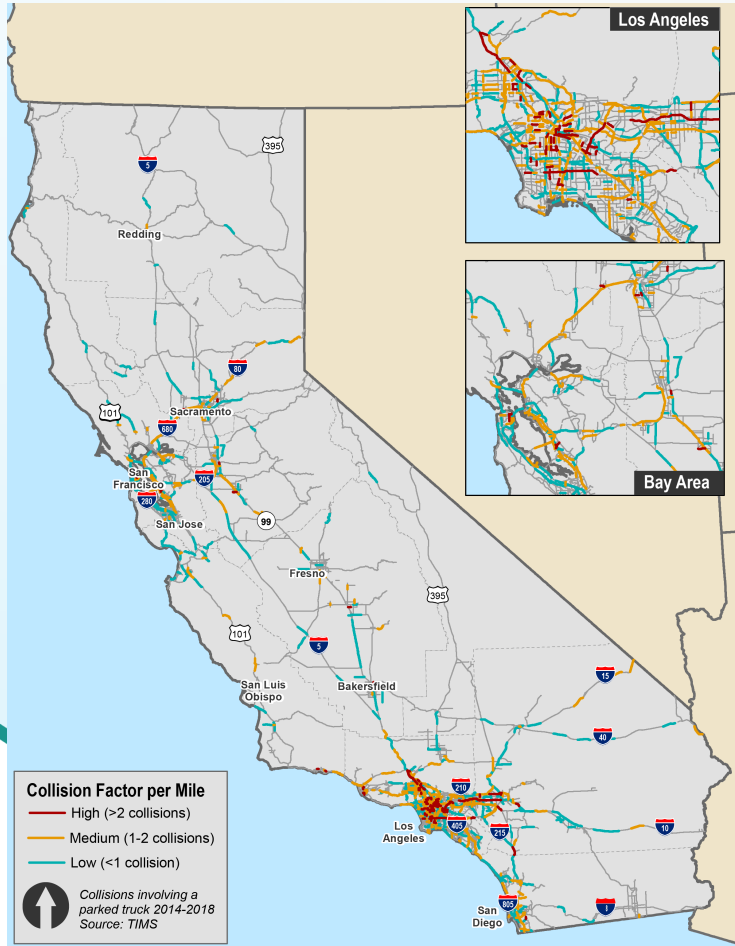 Los Angeles
395
5
Redding
80
101
Sacramento
680
San
Francisco
205
280
San Jose
99
Bay Area
Fresno
395
101
5
San Luis
Obispo
Bakersfield
15
40
210
Los
Angeles
405
215
10
805
San
Diego
8
Collision Factor per Mile
High (>2 collisions)
Medium (1-2 collisions)
Low (<1 collision)
Collisions involving a
parked truck 2014-2018
Source: TIMS